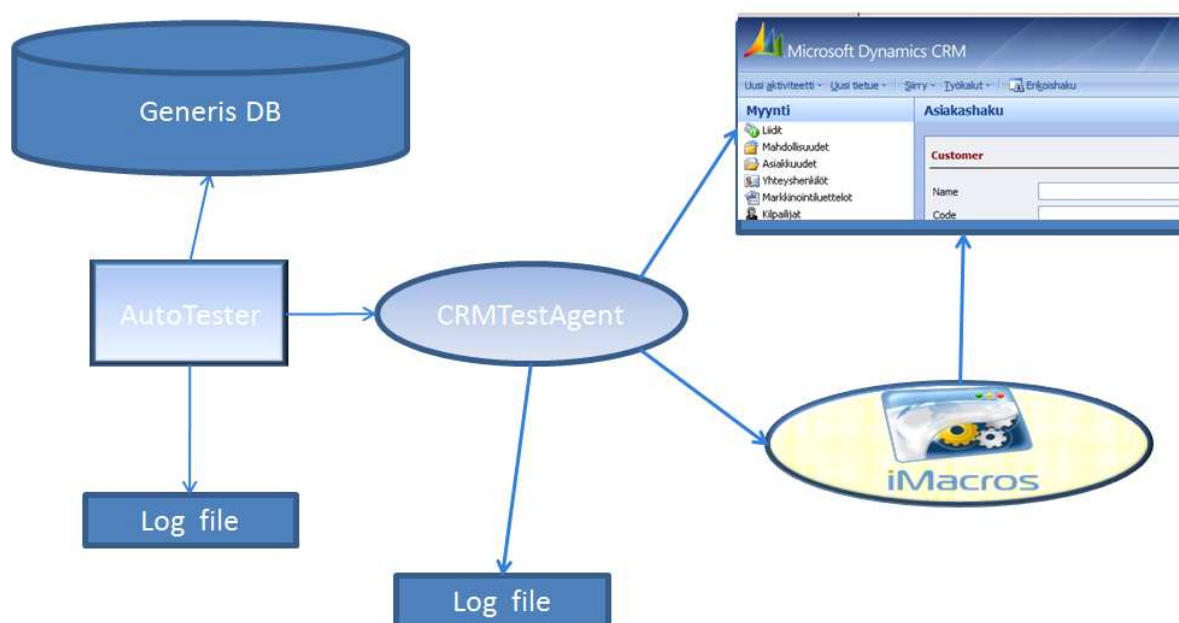 Generis DB
Microsoft Dynamics CRM
Uusi aktiviteetti Uusi tietue Siirry Työkalut Erikoishaku
Myynti
Asiakashaku
Liidit
Mahdollisuudet
Asiakkuudet
Yhteyshenkilöt
Markkinointiluettelot
Kilpailijat
Customer
Name
Code
AutoTester
CRMTestAgent
iMacros
Log file
Log file